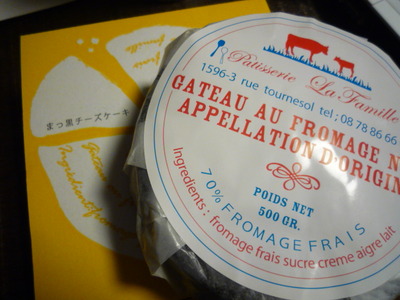 まっ黒チーズケーキ
frais
famille
Pâtisserie La Famille
1596-3 rue tournesol tel; 08 78 86 66
GATEAU AU FROMAGE N
APPELLATION D'ORIGIN
POIDS NET
500 GR.
70% FROMAGE FRAIS
Ingredients: fromage frais sucre creme aigre lait